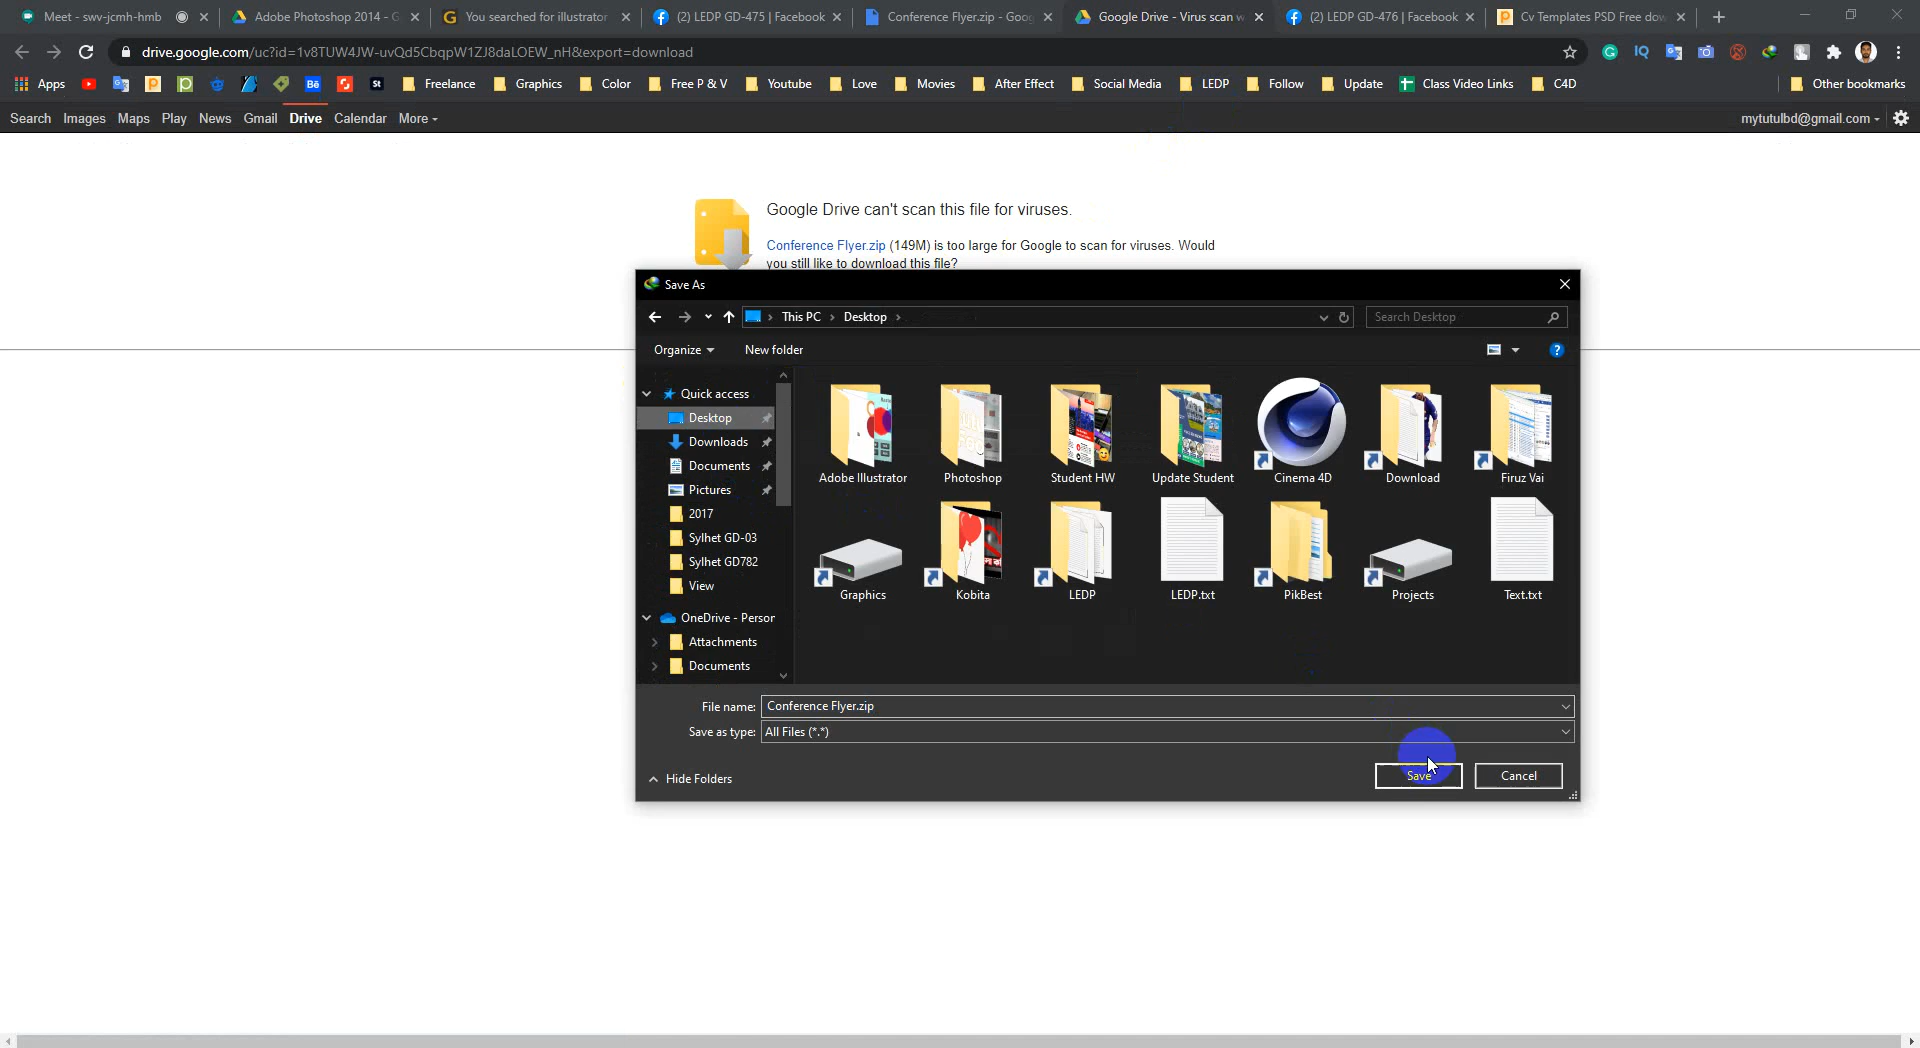 Meet - swv-jcmh-hmb
Adobe Photoshop 2014 - G
You searched for illustrator
(2) LEDP GD-475 | Facebook
Conference Flyer.zip - Goog
Google Drive - Virus scan w
(2) LEDP GD-476 | Facebook
Cv Templates PSD Free dow
drive.google.com/uc?id=1v8TUW4JW-uvQd5CbqpW1ZJ8daLOEW_nH&export=download
Apps
Bē
St
Freelance
Graphics
Color
Free P & V
Youtube
Love
Movies
After Effect
Social Media
LEDP
Follow
Update
Class Video Links
C4D
Other bookmarks
Search Images Maps Play News Gmail Drive Calendar More
mytutulbd@gmail.com
Google Drive can't scan this file for viruses.
Conference Flyer.zip (149M) is too large for Google to scan for viruses. Would
you still like to download this file?
Save As
This PC > Desktop >
Search Desktop
Organize
New folder
Quick access
Desktop
Downloads
Documents
Pictures
2017
Sylhet GD-03
Sylhet GD782
View
OneDrive - Person
Attachments
Documents
Adobe Illustrator
Photoshop
Student HW
Update Student
Cinema 4D
Download
Firuz Vai
Graphics
Kobita
LEDP
LEDP.txt
PikBest
Projects
Text.txt
File name: Conference Flyer.zip
Save as type: All Files (*.*)
Hide Folders
Save
Cancel